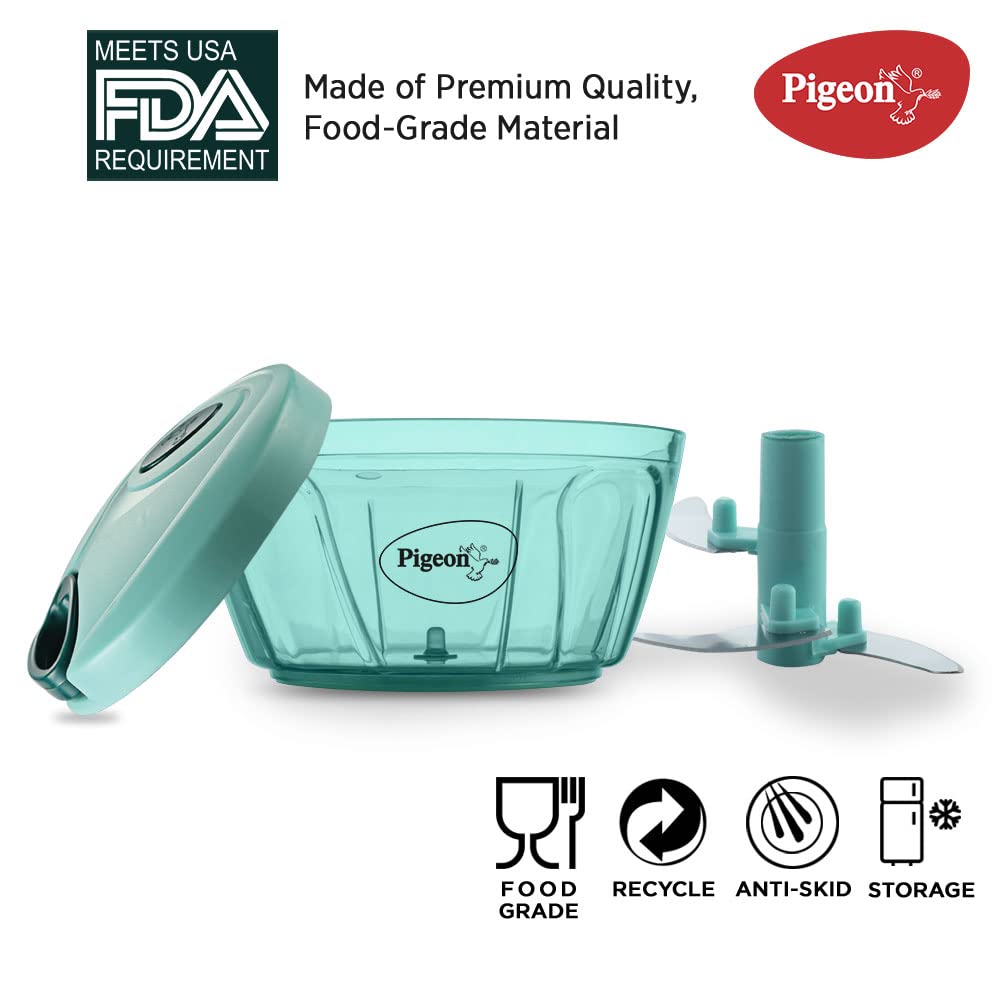 MEETS USA
FDA
REQUIREMENT
Made of Premium Quality,
Food-Grade Material
Pigeon®
Pigeon®
FOOD
GRADE
RECYCLE
ANTI-SKID
STORAGE